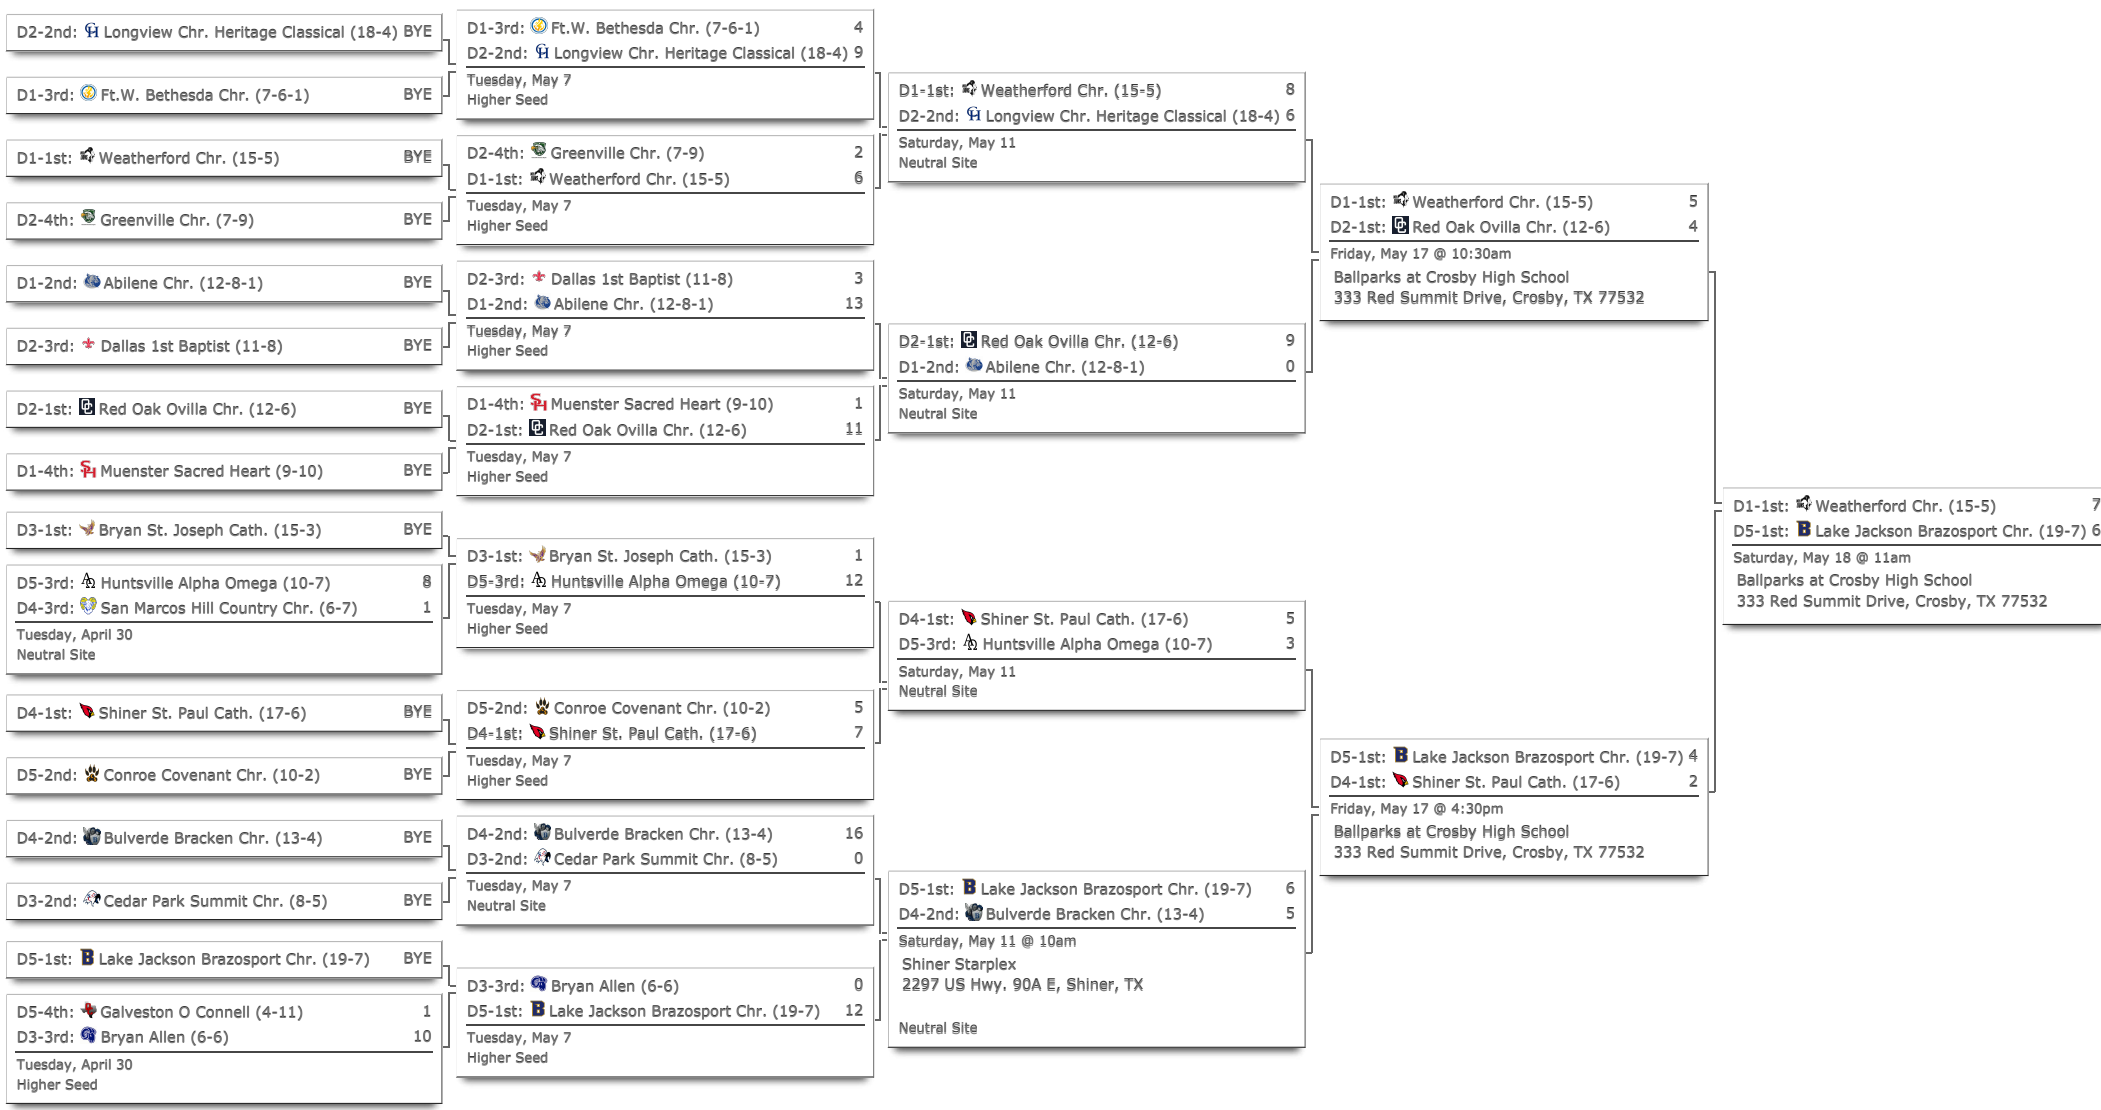 D2-2nd: Longview Chr. Heritage Classical (18-4) BYE
D1-3rd: Ft.W. Bethesda Chr. (7-6-1) BYE
D1-1st: Weatherford Chr. (15-5) BYE
D2-4th: Greenville Chr. (7-9) BYE
D1-2nd: Abilene Chr. (12-8-1) BYE
D2-3rd: Dallas 1st Baptist (11-8) BYE
D2-1st: Red Oak Ovilla Chr. (12-6) BYE
D1-4th: Muenster Sacred Heart (9-10) BYE
D3-1st: Bryan St. Joseph Cath. (15-3) BYE
D5-3rd: Huntsville Alpha Omega (10-7) 8
D4-3rd: San Marcos Hill Country Chr. (6-7) 1
Tuesday, April 30
Neutral Site
D4-1st: Shiner St. Paul Cath. (17-6) BYE
D5-2nd: Conroe Covenant Chr. (10-2) BYE
D4-2nd: Bulverde Bracken Chr. (13-4) BYE
D3-2nd: Cedar Park Summit Chr. (8-5) BYE
D5-1st: Lake Jackson Brazosport Chr. (19-7) BYE
D5-4th: Galveston O Connell (4-11) 1
D3-3rd: Bryan Allen (6-6) 10
Tuesday, April 30
Higher Seed
D1-3rd: Ft.W. Bethesda Chr. (7-6-1) 4
D2-2nd: Longview Chr. Heritage Classical (18-4) 9
Tuesday, May 7
Higher Seed
D2-4th: Greenville Chr. (7-9) 2
D1-1st: Weatherford Chr. (15-5) 6
Tuesday, May 7
Higher Seed
D2-3rd: Dallas 1st Baptist (11-8) 3
D1-2nd: Abilene Chr. (12-8-1) 13
Tuesday, May 7
Higher Seed
D1-4th: Muenster Sacred Heart (9-10) 1
D2-1st: Red Oak Ovilla Chr. (12-6) 11
Tuesday, May 7
Higher Seed
D3-1st: Bryan St. Joseph Cath. (15-3) 1
D5-3rd: Huntsville Alpha Omega (10-7) 12
Tuesday, May 7
Higher Seed
D5-2nd: Conroe Covenant Chr. (10-2) 5
D4-1st: Shiner St. Paul Cath. (17-6) 7
Tuesday, May 7
Higher Seed
D4-2nd: Bulverde Bracken Chr. (13-4) 16
D3-2nd: Cedar Park Summit Chr. (8-5) 0
Tuesday, May 7
Neutral Site
D3-3rd: Bryan Allen (6-6) 0
D5-1st: Lake Jackson Brazosport Chr. (19-7) 12
Tuesday, May 7
Higher Seed
D1-1st: Weatherford Chr. (15-5) 8
D2-2nd: Longview Chr. Heritage Classical (18-4) 6
Saturday, May 11
Neutral Site
D2-1st: Red Oak Ovilla Chr. (12-6) 9
D1-2nd: Abilene Chr. (12-8-1) 0
Saturday, May 11
Neutral Site
D4-1st: Shiner St. Paul Cath. (17-6) 5
D5-3rd: Huntsville Alpha Omega (10-7) 3
Saturday, May 11
Neutral Site
D5-1st: Lake Jackson Brazosport Chr. (19-7) 6
D4-2nd: Bulverde Bracken Chr. (13-4) 5
Saturday, May 11 @ 10am
Shiner Starplex
2297 US Hwy. 90A E, Shiner, TX
Neutral Site
D1-1st: Weatherford Chr. (15-5) 5
D2-1st: Red Oak Ovilla Chr. (12-6) 4
Friday, May 17 @ 10:30am
Ballparks at Crosby High School
333 Red Summit Drive, Crosby, TX 77532
D5-1st: Lake Jackson Brazosport Chr. (19-7) 4
D4-1st: Shiner St. Paul Cath. (17-6) 2
Friday, May 17 @ 4:30pm
Ballparks at Crosby High School
333 Red Summit Drive, Crosby, TX 77532
D1-1st: Weatherford Chr. (15-5) 7
D5-1st: Lake Jackson Brazosport Chr. (19-7) 6
Saturday, May 18 @ 11am
Ballparks at Crosby High School
333 Red Summit Drive, Crosby, TX 77532